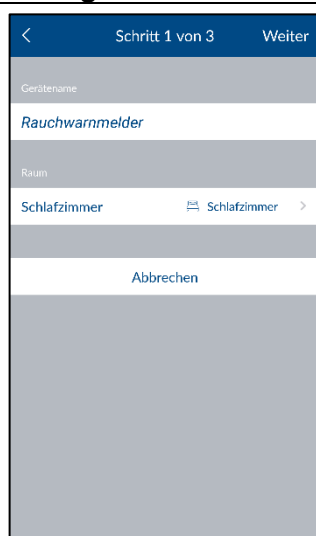 Schritt 1 von 3 Weiter
Gerätename
Rauchwarnmelder
Raum
Schlafzimmer Schlafzimmer
Abbrechen